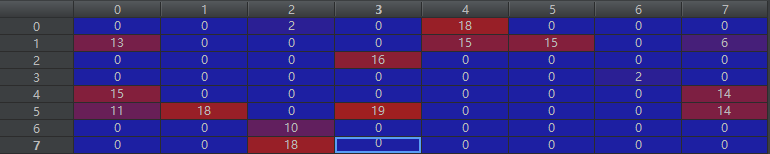 0 1 2 3 4 5 6 7
0 0 0 2 0 18 0 0 0
1 13 0 0 0 15 15 0 6
2 0 0 0 16 0 0 0 0
3 0 0 0 0 0 0 2 0
4 15 0 0 0 0 0 0 14
5 11 18 0 19 0 0 0 14
6 0 0 10 0 0 0 0 0
7 0 0 18 0 0 0 0 0